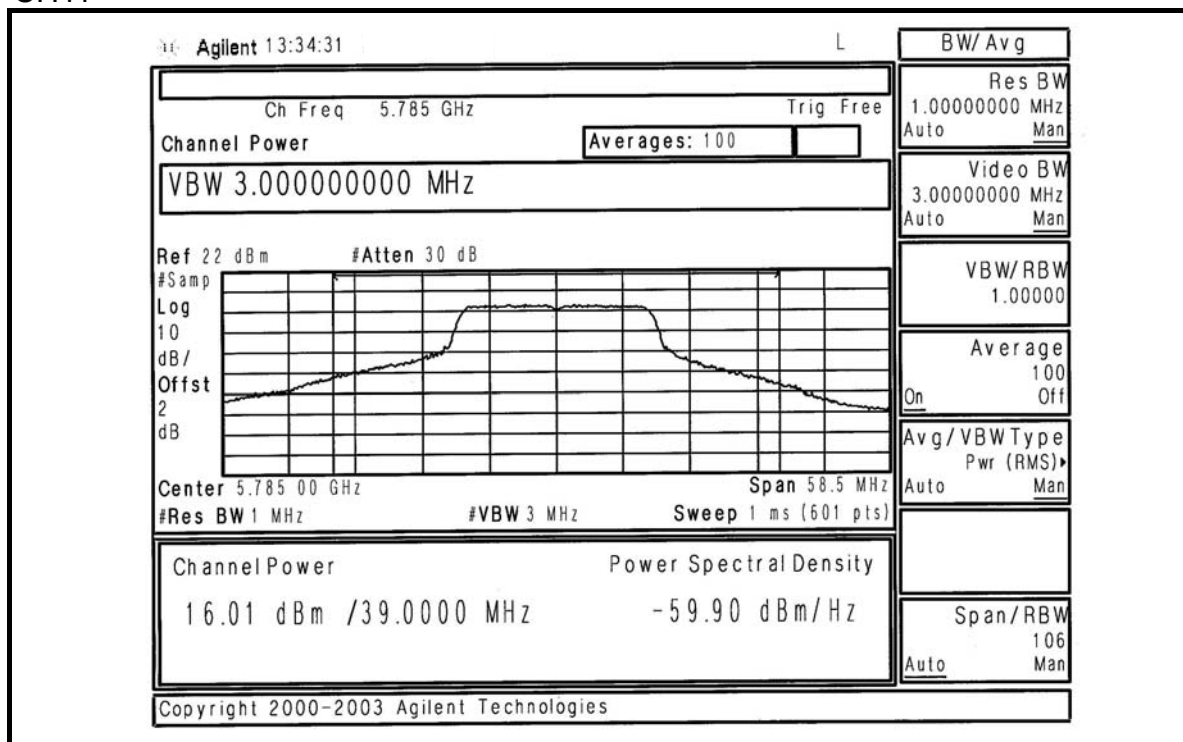 Agilent 13:34:31 L
Ch Freq 5.785 GHz Trig Free
Channel Power Averages: 100
VBW 3.000000000 MHz
Ref 22 dBm #Atten 30 dB
#Samp
Log
10
dB/
Offst
2
dB
Center 5.785 00 GHz Span 58.5 MHz
#Res BW 1 MHz #VBW 3 MHz Sweep 1 ms (601 pts)
Channel Power Power Spectral Density
16.01 dBm /39.0000 MHz -59.90 dBm/Hz
Copyright 2000-2003 Agilent Technologies
BW/Avg
Res BW
1.00000000 MHz
Auto Man
Video BW
3.00000000 MHz
Auto Man
VBW/RBW
1.00000
Average
100
On Off
Avg/VBW Type
Pwr (RMS)▸
Auto Man
Span/RBW
106
Auto Man